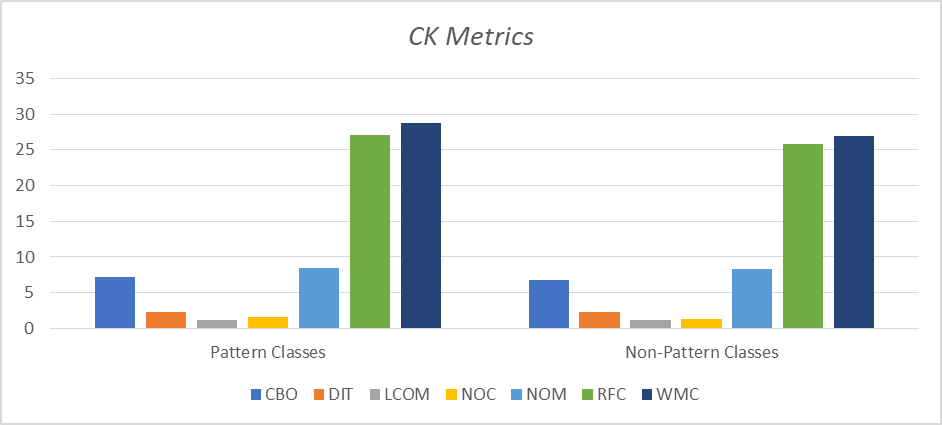 CK Metrics
35
30
25
20
15
10
5
0
Pattern Classes Non-Pattern Classes
CBO DIT LCOM NOC NOM RFC WMC